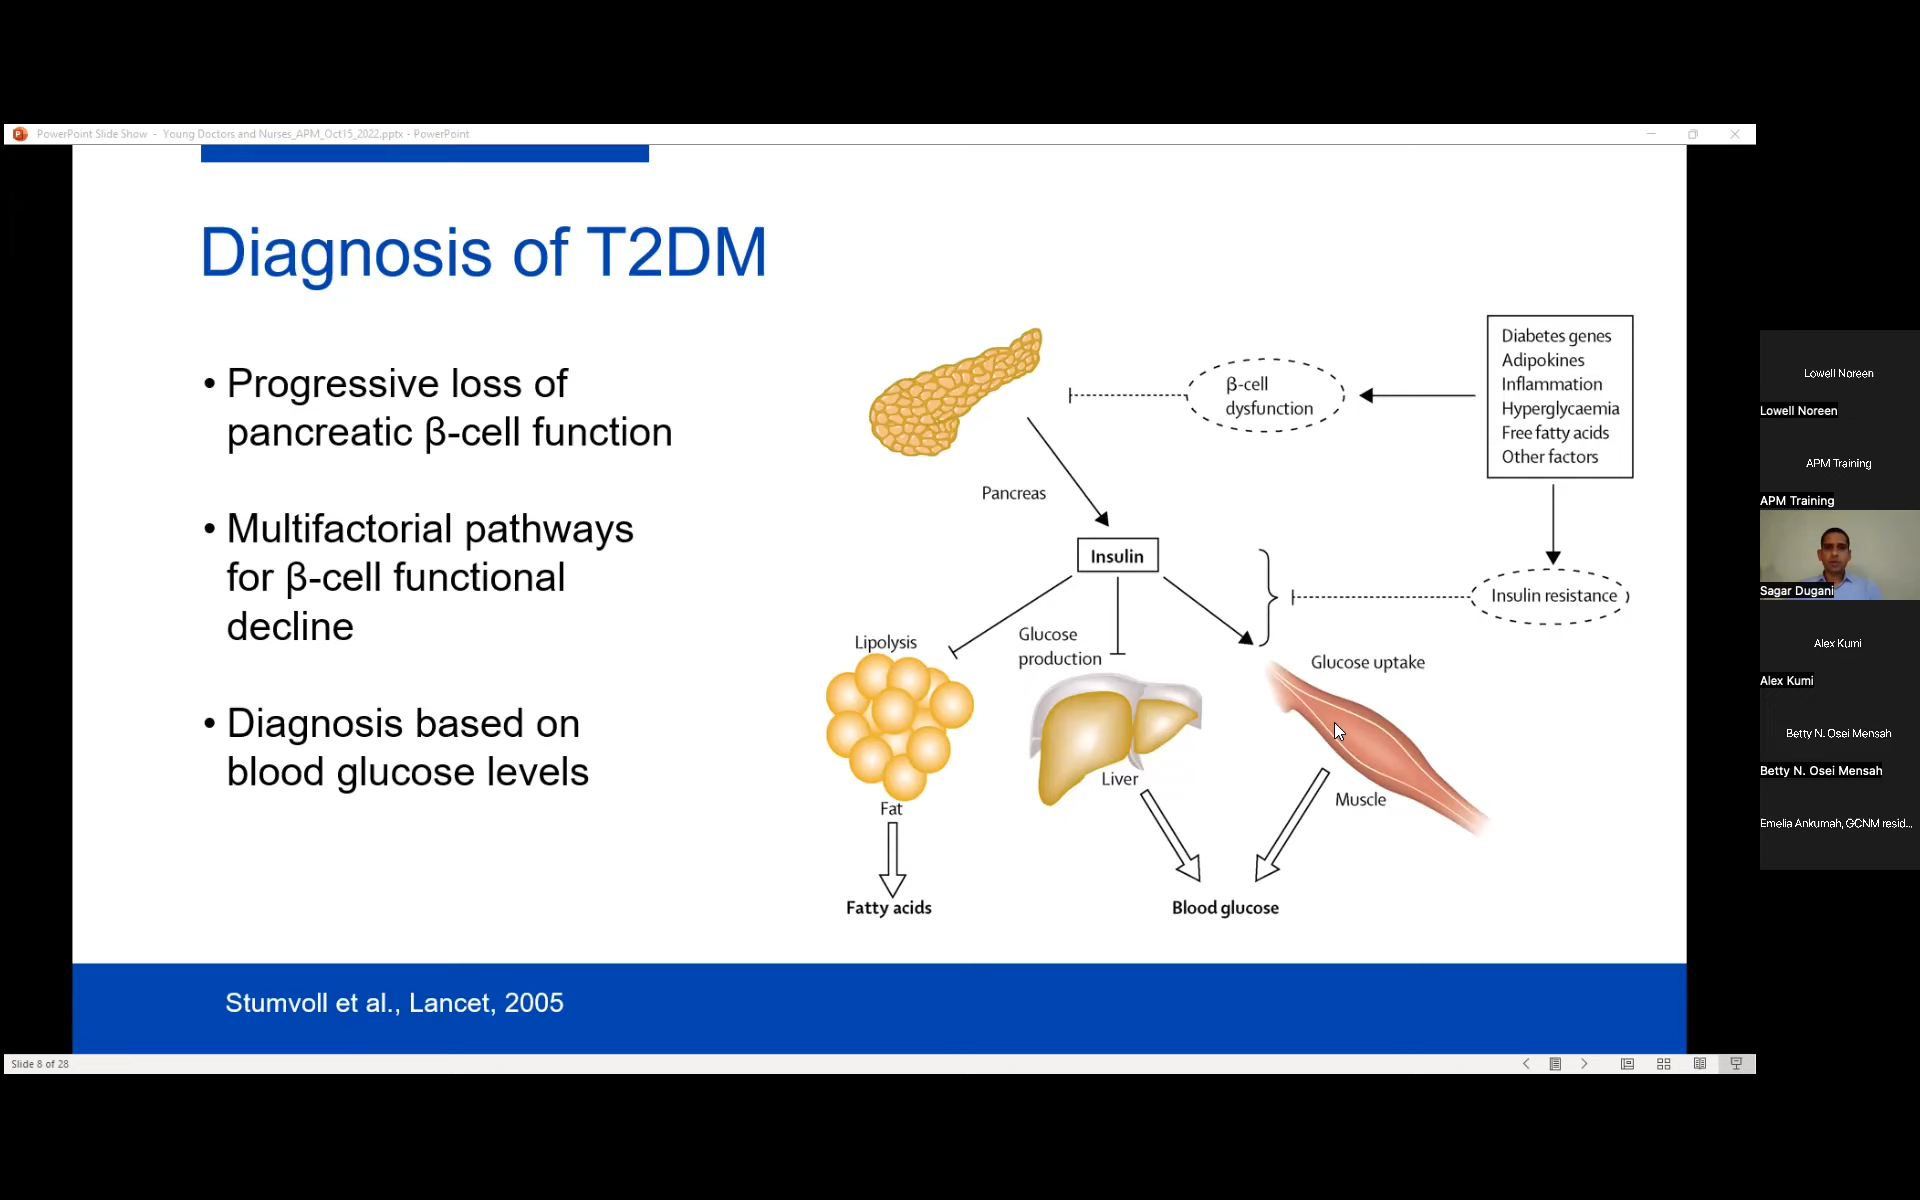 PowerPoint Slide Show - Young Doctors and Nurses_APM_Oct15_2022.pptx - PowerPoint
Diagnosis of T2DM
• Progressive loss of
pancreatic β-cell function
• Multifactorial pathways
for β-cell functional
decline
• Diagnosis based on
blood glucose levels
Diabetes genes
Adipokines
Inflammation
Hyperglycaemia
Free fatty acids
Other factors
β-cell
dysfunction
Pancreas
Insulin
Insulin resistance
Lipolysis
Glucose
production
Glucose uptake
Liver
Muscle
Fat
Fatty acids
Blood glucose
Stumvoll et al., Lancet, 2005
Slide 8 of 28
Lowell Noreen
Lowell Noreen
APM Training
APM Training
Sagar Dugani
Alex Kumi
Alex Kumi
Betty N. Osei Mensah
Betty N. Osei Mensah
Emelia Ankumah, GCNM resid...